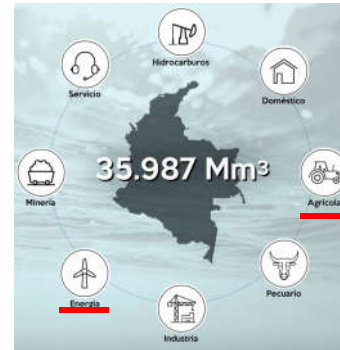 Hidrocarburos
Servicio
Doméstico
35.987 Mm³
Minería
Agrícola
Energía
Pecuario
Industria